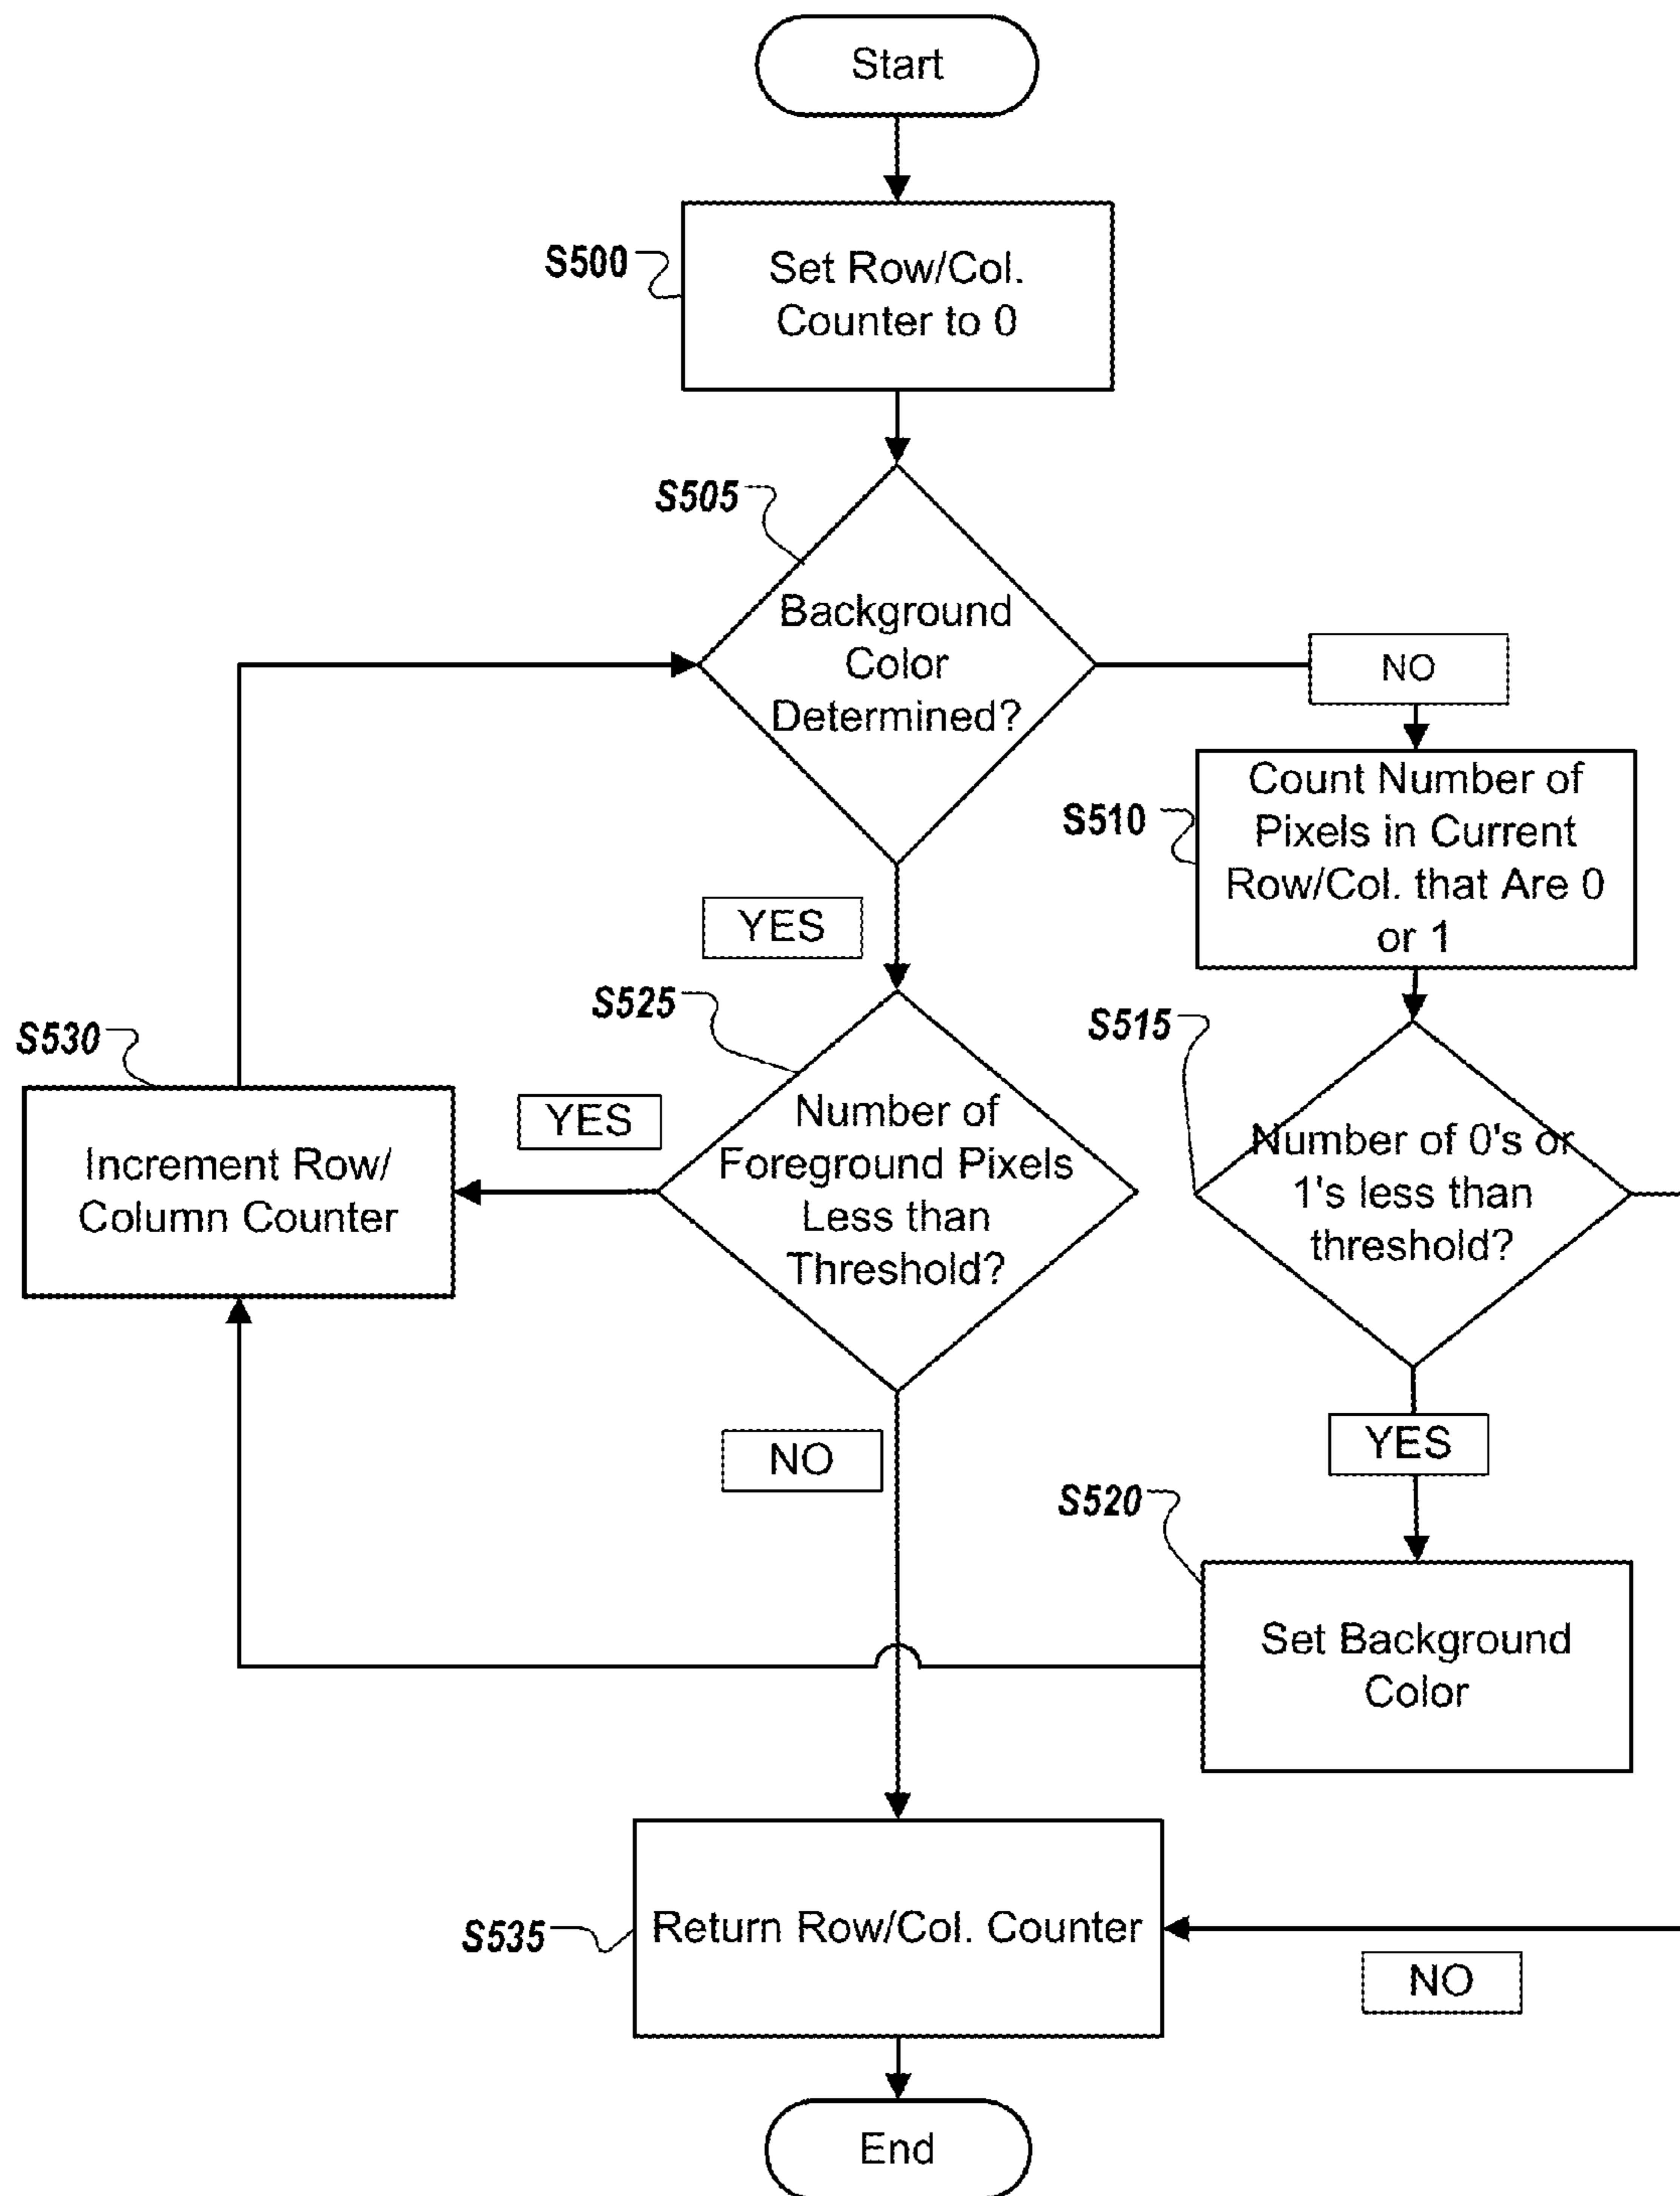 Start
S500
Set Row/Col.
Counter to 0
S505
Background
Color
Determined?
NO
S510
Count Number of
Pixels in Current
Row/Col. that Are 0
or 1
YES
S525
Number of
Foreground Pixels
Less than
Threshold?
S515
Number of 0's or
1's less than
threshold?
S530
Increment Row/
Column Counter
YES
NO
YES
S520
Set Background
Color
S535
Return Row/Col. Counter
NO
End